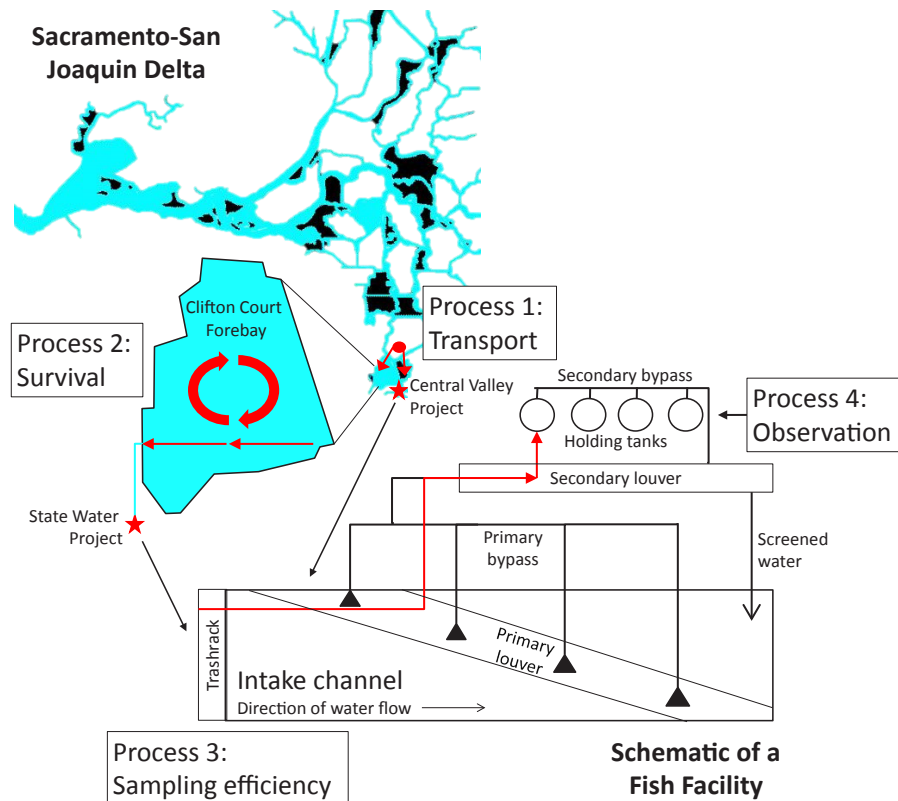 Sacramento-San
Joaquin Delta
Clifton Court
Forebay
Process 1:
Transport
Process 2:
Survival
Central Valley
Project
Secondary bypass
Process 4:
Observation
Holding tanks
Secondary louver
State Water
Project
Primary
bypass
Screened
water
Trashrack
Primary
louver
Intake channel
Direction of water flow
Process 3:
Sampling efficiency
Schematic of a
Fish Facility